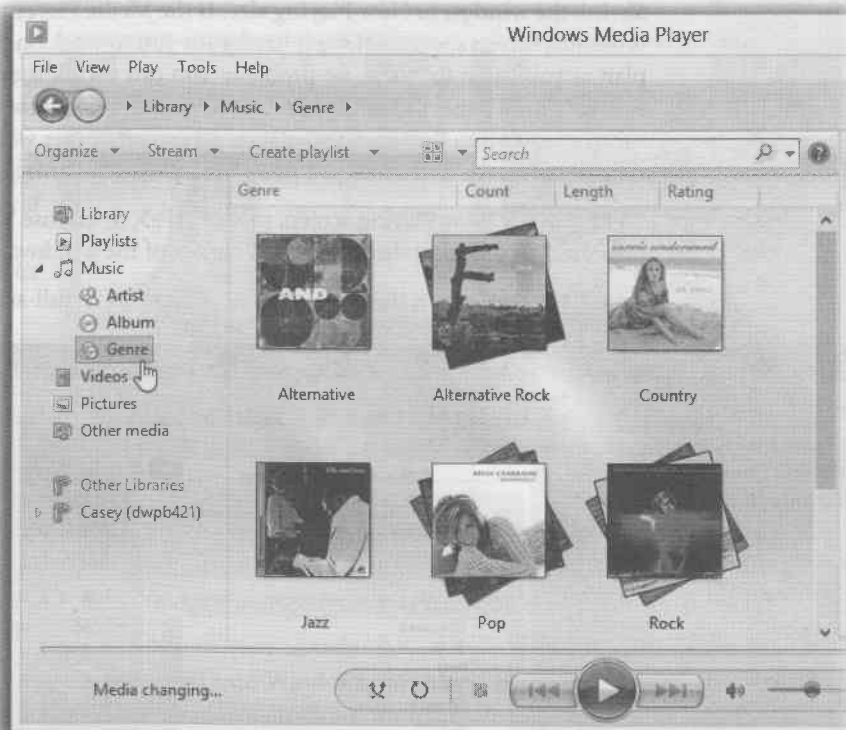 Windows Media Player
File View Play Tools Help
Library Music Genre
Organize Stream Create playlist Search
Genre Count Length Rating
Library
Playlists
Music
Artist
Album
Genre
Videos
Pictures
Other media
Other Libraries
Casey (dwpb421)
AND
carrie underwood
Alternative Alternative Rock Country
Jazz Pop Rock
Media changing...